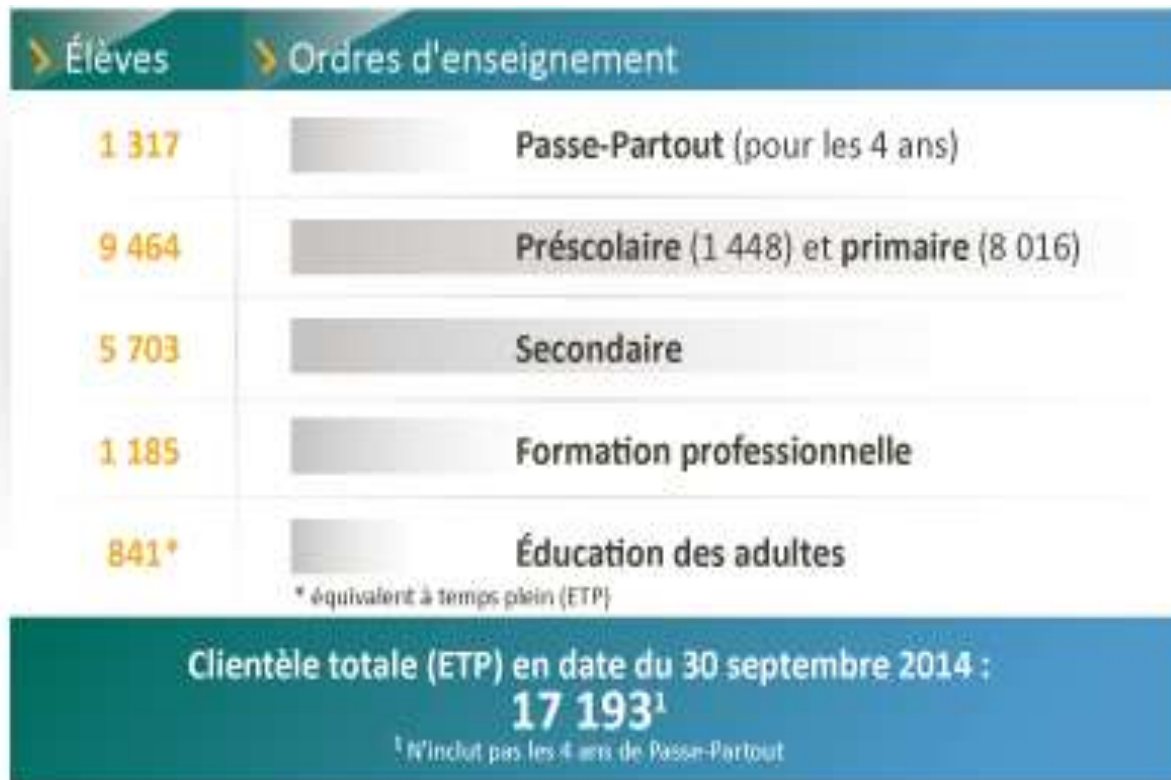 Élèves Ordres d'enseignement
1 317 Passe-Partout (pour les 4 ans)
9 464 Préscolaire (1 448) et primaire (8 016)
5 703 Secondaire
1 185 Formation professionnelle
841* Éducation des adultes
* équivalent à temps plein (ETP)
Clientèle totale (ETP) en date du 30 septembre 2014 :
17 193¹
¹ N'inclut pas les 4 ans de Passe-Partout